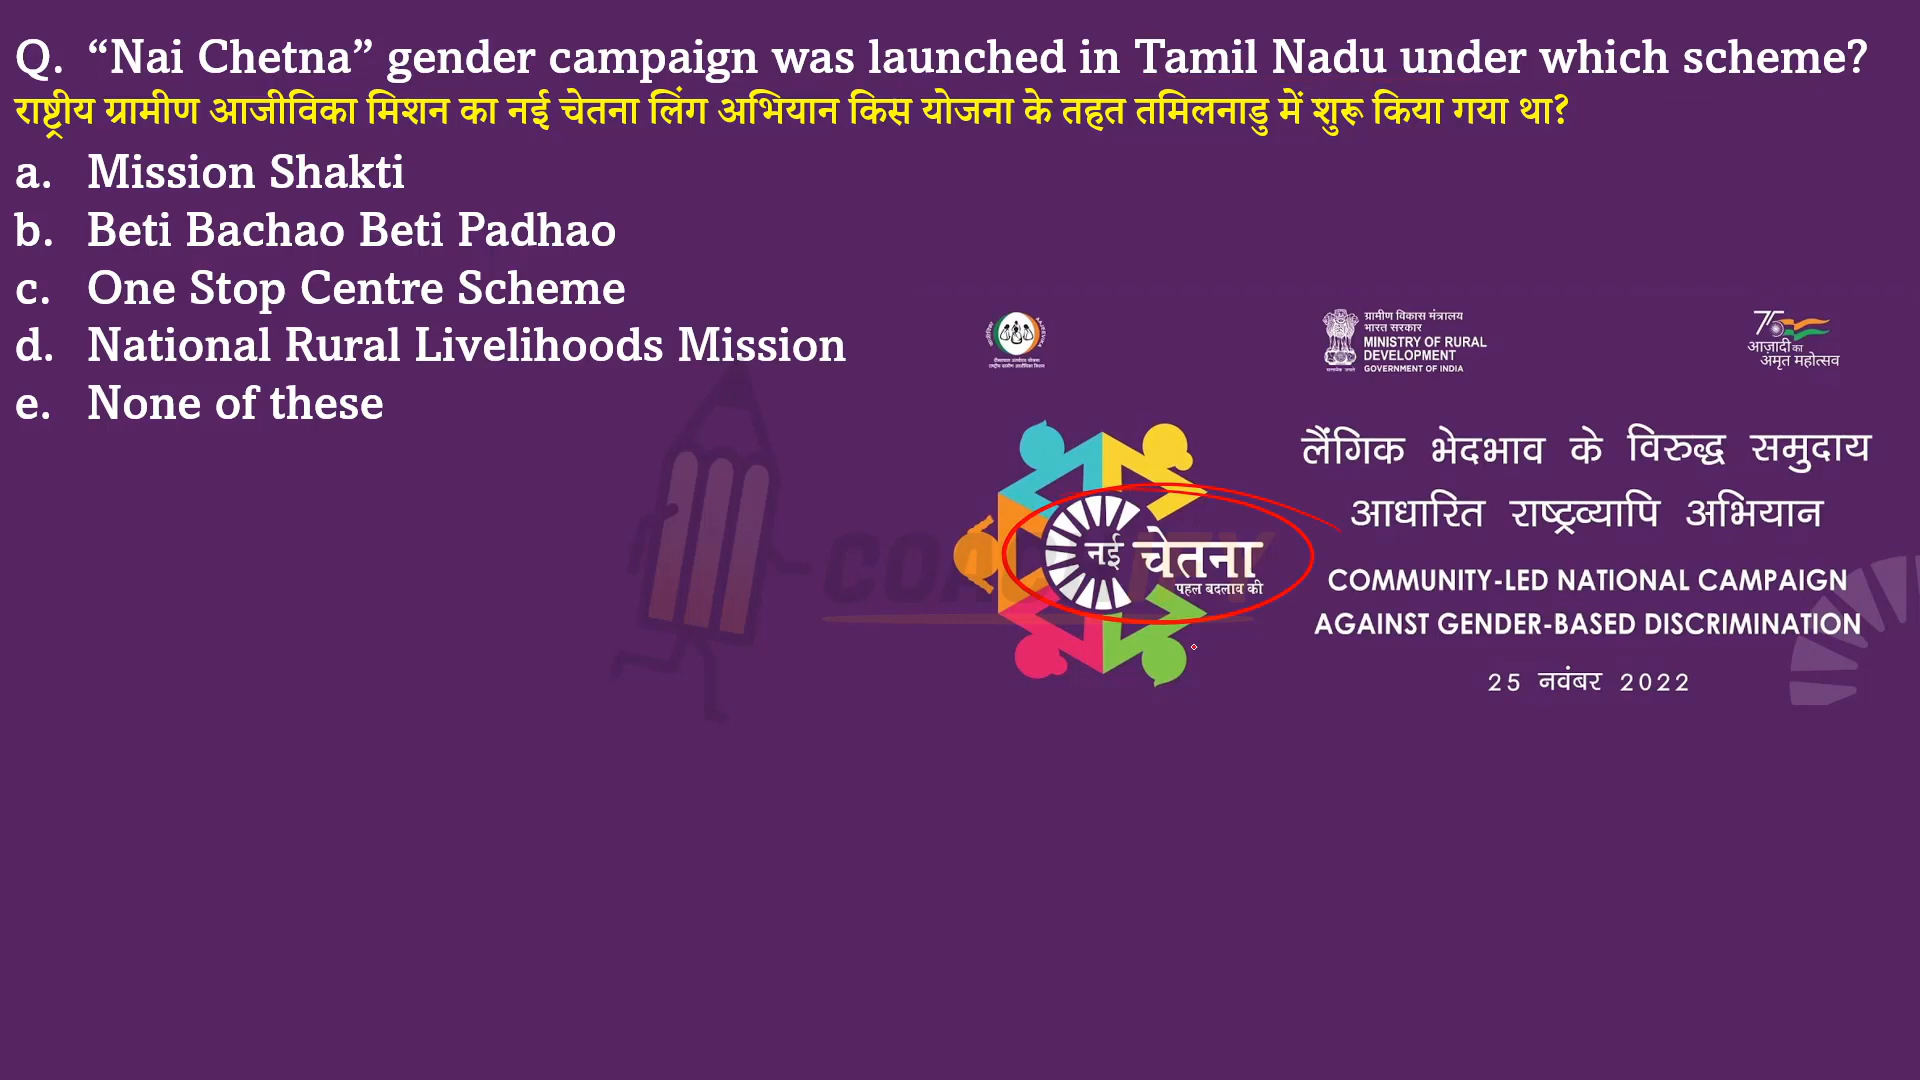 Q. “Nai Chetna” gender campaign was launched in Tamil Nadu under which scheme?
राष्ट्रीय ग्रामीण आजीविका मिशन का नई चेतना लिंग अभियान किस योजना के तहत तमिलनाडु में शुरू किया गया था?
a. Mission Shakti
b. Beti Bachao Beti Padhao
c. One Stop Centre Scheme
d. National Rural Livelihoods Mission
e. None of these
ग्रामीण विकास मंत्रालय
भारत सरकार
MINISTRY OF RURAL
DEVELOPMENT
GOVERNMENT OF INDIA
75
आज़ादी का
अमृत महोत्सव
नई चेतना
पहल बदलाव की
लैंगिक भेदभाव के विरुद्ध समुदाय
आधारित राष्ट्रव्यापि अभियान
COMMUNITY-LED NATIONAL CAMPAIGN
AGAINST GENDER-BASED DISCRIMINATION
25 नवंबर 2022